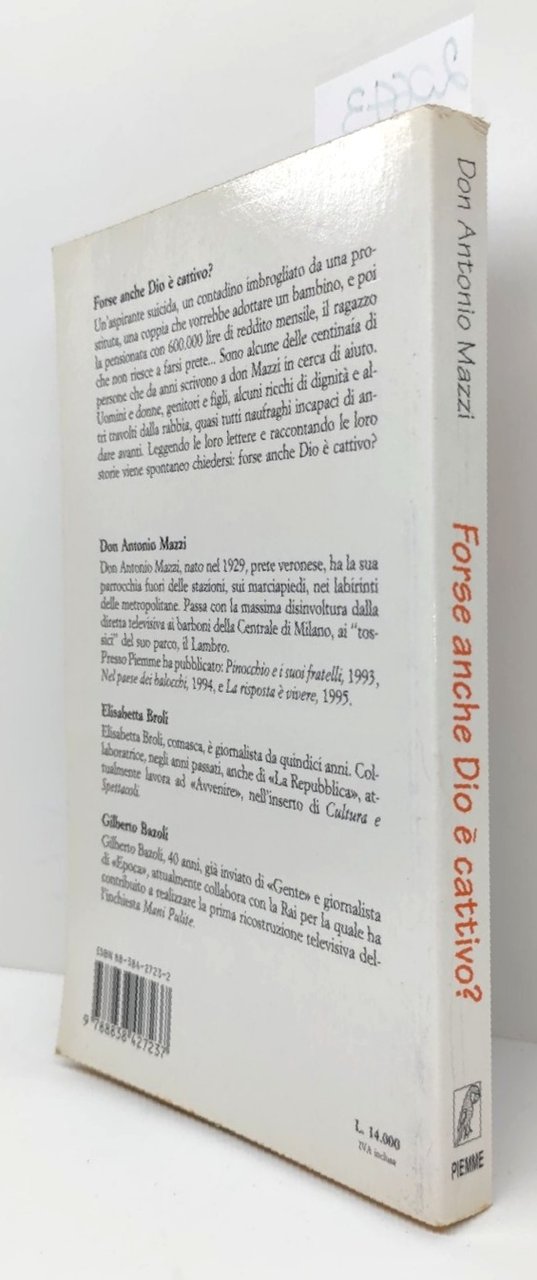 Forse anche Dio è cattivo?
Un'aspirante suicida, un contadino imbrogliato da una pro-
stituta, una coppia che vorrebbe adottare un bambino, e poi
la pensionata con 600.000 lire di reddito mensile, il ragazzo
che non riesce a farsi prete... Sono alcune delle centinaia di
persone che da anni scrivono a don Mazzi in cerca di aiuto.
Uomini e donne, genitori e figli, alcuni ricchi di dignità e al-
tri travolti dalla rabbia, quasi tutti naufraghi incapaci di an-
dare avanti. Leggendo le loro lettere e raccontando le loro
storie viene spontaneo chiedersi: forse anche Dio è cattivo?
Don Antonio Mazzi
Don Antonio Mazzi, nato nel 1929, prete veronese, ha la sua
parrocchia fuori delle stazioni, sui marciapiedi, nei labirinti
delle metropolitane. Passa con la massima disinvoltura dalla
diretta televisiva ai barboni della Centrale di Milano, ai "tos-
sici" del suo parco, il Lambro.
Presso Piemme ha pubblicato: Pinocchio e i suoi fratelli, 1993,
Nel paese dei balocchi, 1994, e La risposta è vivere, 1995.
Elisabetta Broli
Elisabetta Broli, comasca, è giornalista da quindici anni. Col-
laboratrice, negli anni passati, anche di «La Repubblica», at-
tualmente lavora ad «Avvenire», nell'inserto di Cultura e
Spettacoli.
Gilberto Bazoli
Gilberto Bazoli, 40 anni, già inviato di «Gente» e giornalista
di «Epoca», attualmente collabora con la Rai per la quale ha
contribuito a realizzare la prima ricostruzione televisiva del-
l'inchiesta Mani Pulite.
ISBN 88-384-2723-2
9 788838 427237
L. 14.000
IVA inclusa
Don Antonio Mazzi
Forse anche Dio è cattivo?
PIEMME